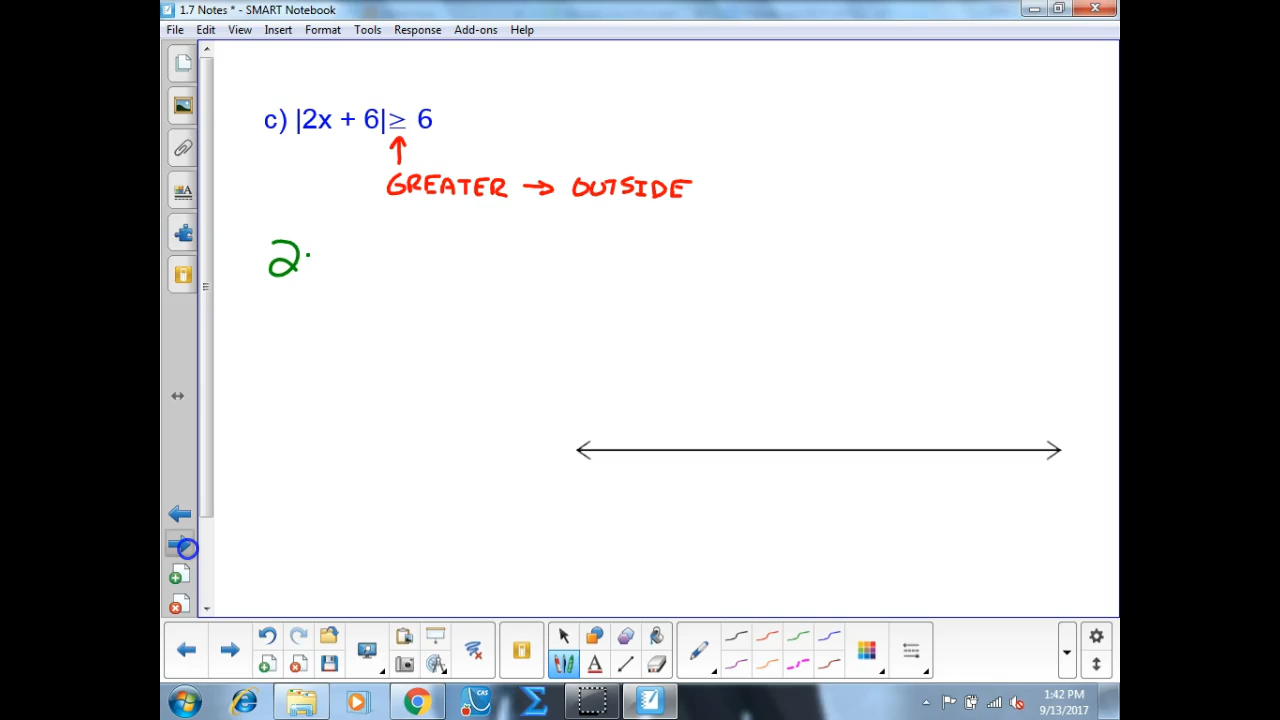 1.7 Notes * - SMART Notebook
File Edit View Insert Format Tools Response Add-ons Help
c) |2x + 6| ≥ 6
GREATER → OUTSIDE
2
A
CAS
1:42 PM
9/13/2017